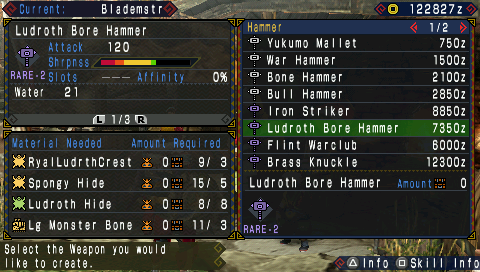 Current: Blademstr
122827z
Ludroth Bore Hammer
Attack 120
Shrpnss
RARE-2
Slots --- Affinity 0%
Water 21
L 1/3 R
Material Needed Amount Required
RyalLudrthCrest 0 9/ 3
Spongy Hide 0 15/ 5
Ludroth Hide 0 8/ 8
Lg Monster Bone 0 11/ 3
Select the Weapon you would
like to create.
Hammer 1/2
Yukumo Mallet 750z
War Hammer 1500z
Bone Hammer 2100z
Bull Hammer 2850z
Iron Striker 8850z
Ludroth Bore Hammer 7350z
Flint Warclub 6000z
Brass Knuckle 12300z
Ludroth Bore Hammer Amount 0
RARE-2
Info Skill Info